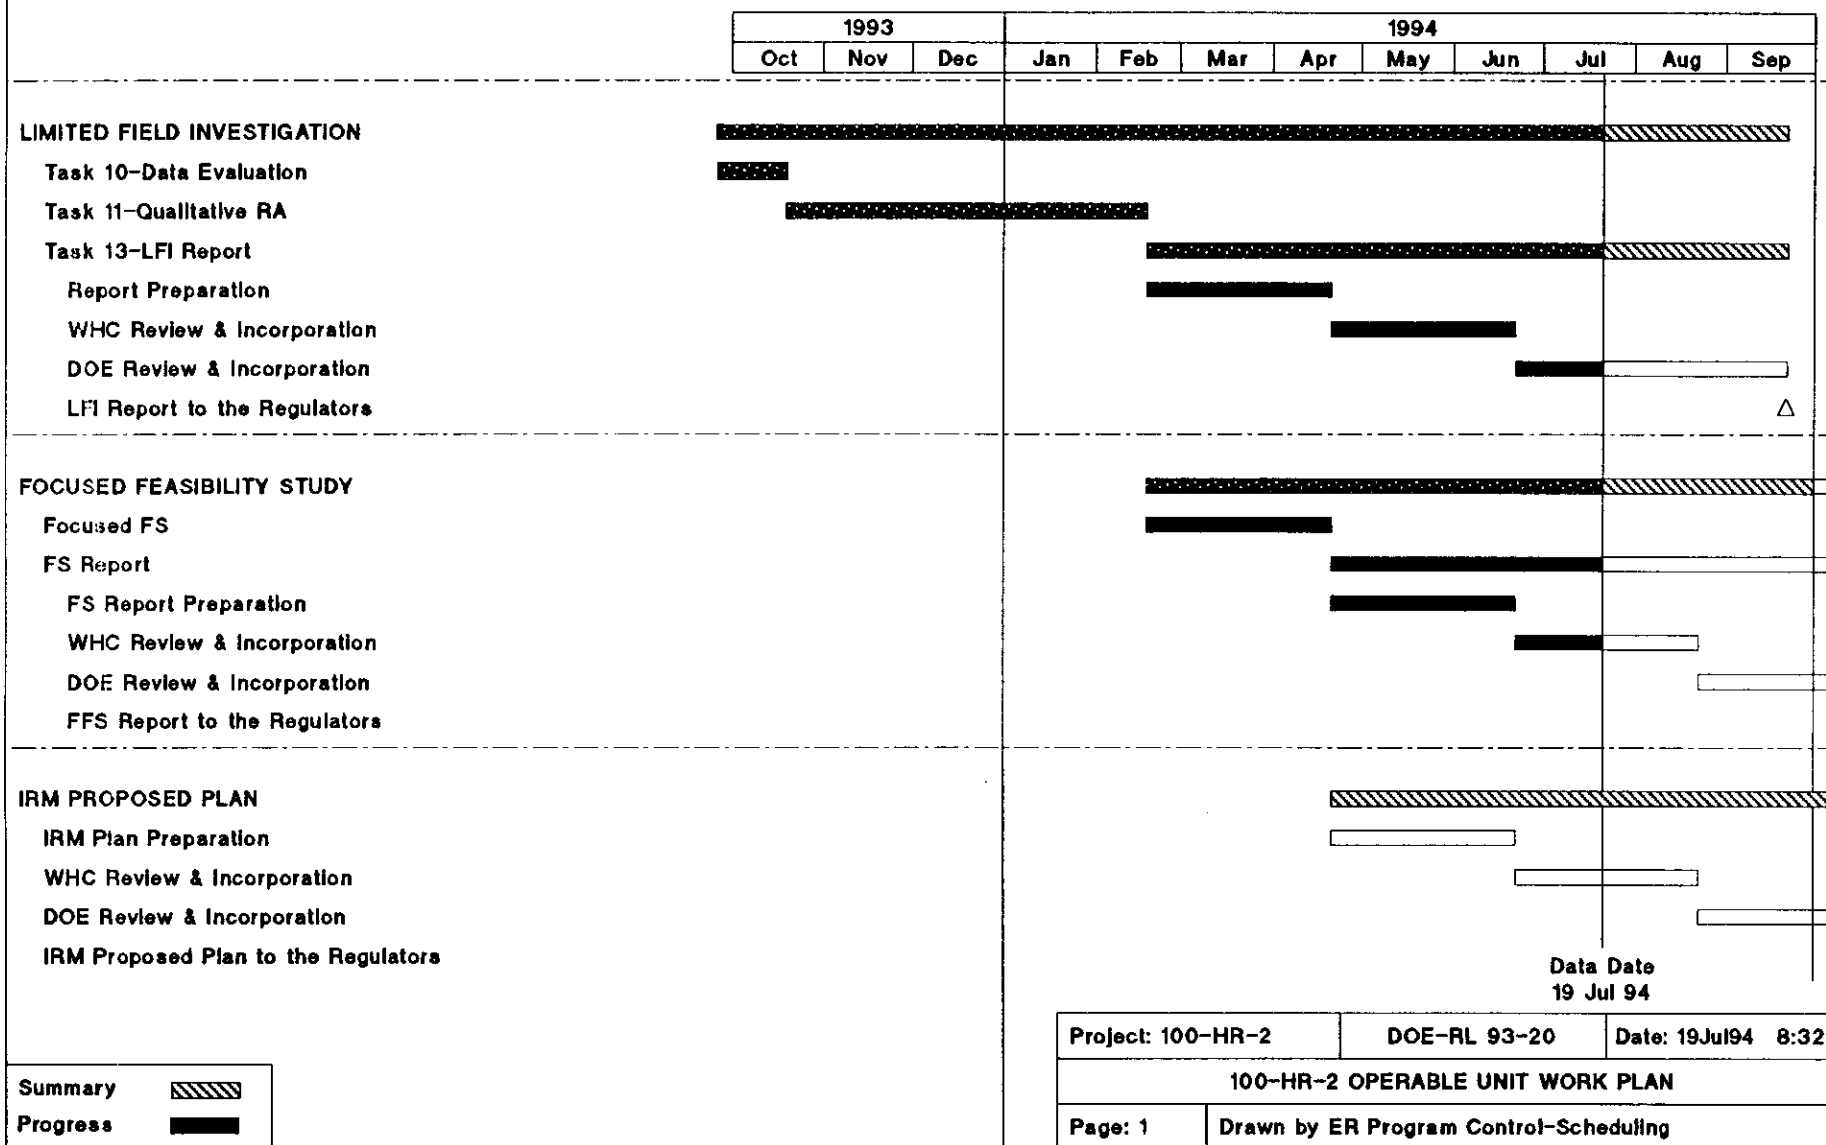 1993 1994
Oct Nov Dec Jan Feb Mar Apr May Jun Jul Aug Sep
LIMITED FIELD INVESTIGATION
Task 10-Data Evaluation
Task 11-Qualitative RA
Task 13-LFI Report
Report Preparation
WHC Review & Incorporation
DOE Review & Incorporation
LFI Report to the Regulators
FOCUSED FEASIBILITY STUDY
Focused FS
FS Report
FS Report Preparation
WHC Review & Incorporation
DOE Review & Incorporation
FFS Report to the Regulators
IRM PROPOSED PLAN
IRM Plan Preparation
WHC Review & Incorporation
DOE Review & Incorporation
IRM Proposed Plan to the Regulators
Data Date
19 Jul 94
Project: 100-HR-2 DOE-RL 93-20 Date: 19Jul94 8:32
100-HR-2 OPERABLE UNIT WORK PLAN
Page: 1 Drawn by ER Program Control-Scheduling
Summary
Progress